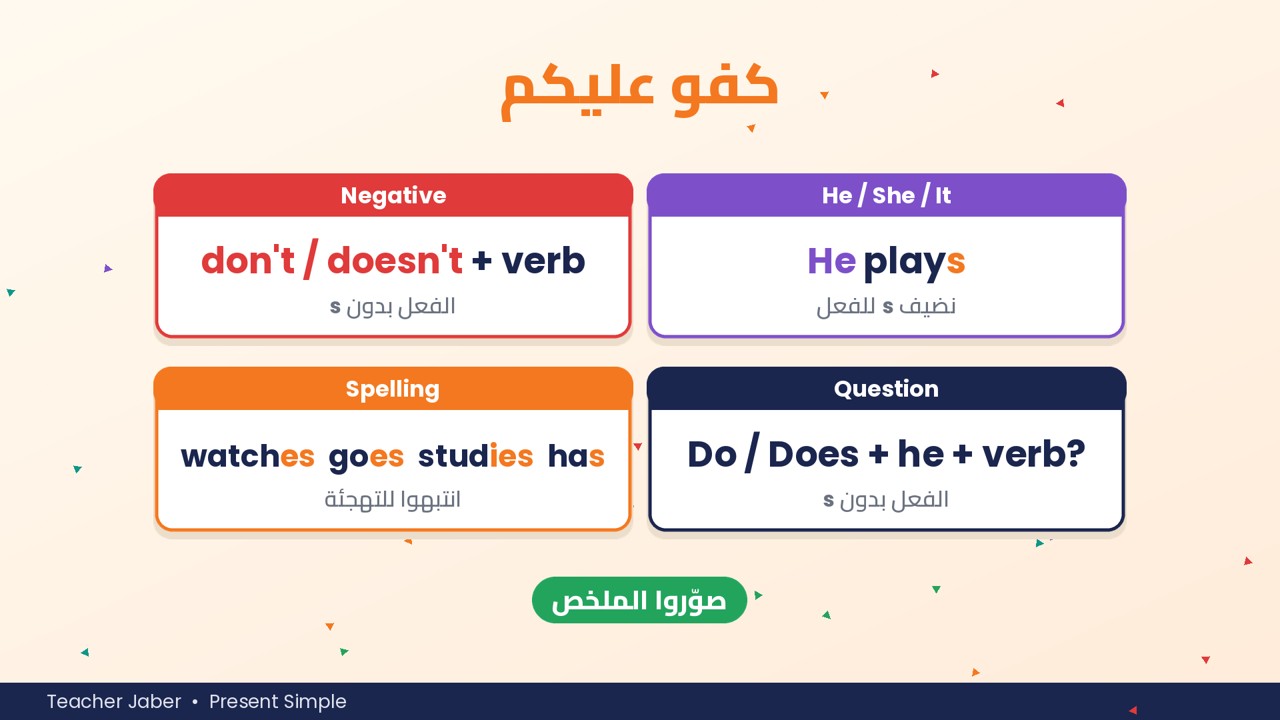 كفو عليكم
Negative
don't / doesn't + verb
الفعل بدون s
He / She / It
He plays
نضيف s للفعل
Spelling
watches goes studies has
انتبهوا للتهجئة
Question
Do / Does + he + verb?
الفعل بدون s
صوّروا الملخص
Teacher Jaber • Present Simple